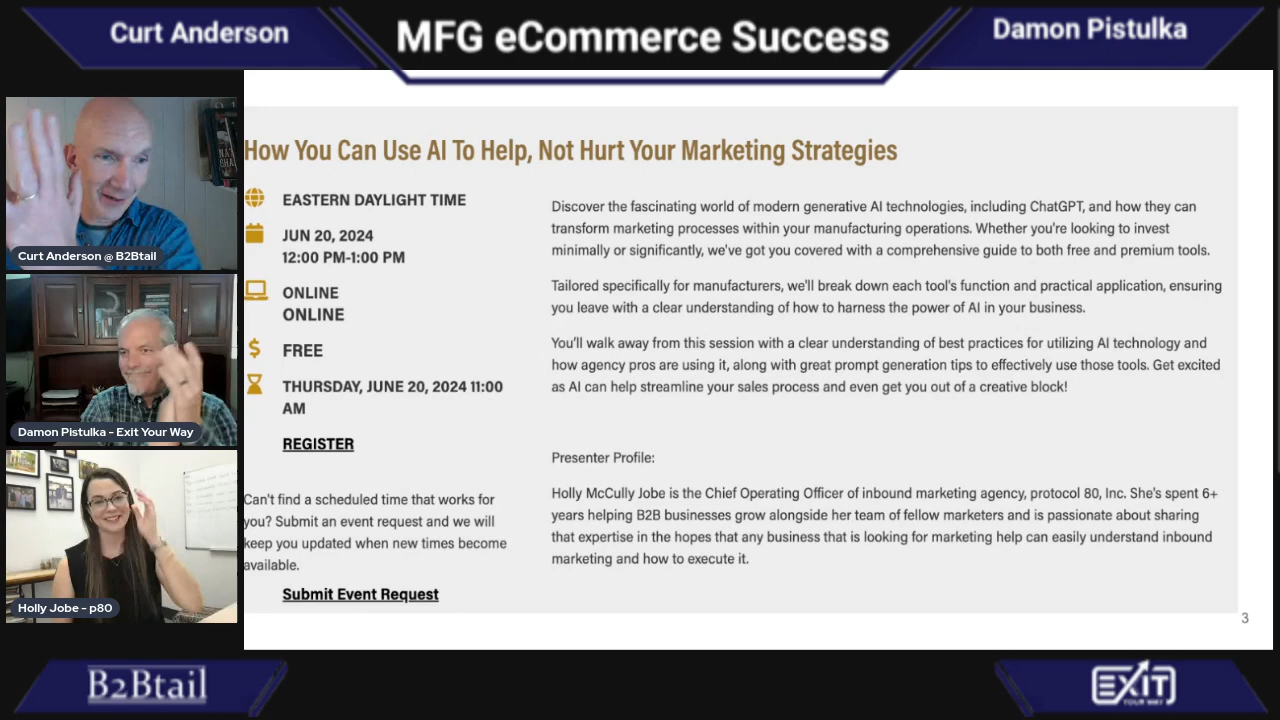 Curt Anderson
MFG eCommerce Success
Damon Pistulka
How You Can Use AI To Help, Not Hurt Your Marketing Strategies
EASTERN DAYLIGHT TIME
JUN 20, 2024
12:00 PM-1:00 PM
ONLINE
ONLINE
FREE
THURSDAY, JUNE 20, 2024 11:00
AM
REGISTER
Can't find a scheduled time that works for
you? Submit an event request and we will
keep you updated when new times become
available.
Submit Event Request
Discover the fascinating world of modern generative AI technologies, including ChatGPT, and how they can
transform marketing processes within your manufacturing operations. Whether you're looking to invest
minimally or significantly, we've got you covered with a comprehensive guide to both free and premium tools.
Tailored specifically for manufacturers, we'll break down each tool's function and practical application, ensuring
you leave with a clear understanding of how to harness the power of AI in your business.
You'll walk away from this session with a clear understanding of best practices for utilizing AI technology and
how agency pros are using it, along with great prompt generation tips to effectively use those tools. Get excited
as AI can help streamline your sales process and even get you out of a creative block!
Presenter Profile:
Holly McCully Jobe is the Chief Operating Officer of inbound marketing agency, protocol 80, Inc. She's spent 6+
years helping B2B businesses grow alongside her team of fellow marketers and is passionate about sharing
that expertise in the hopes that any business that is looking for marketing help can easily understand inbound
marketing and how to execute it.
3
Curt Anderson @ B2Btail
Damon Pistulka - Exit Your Way
Holly Jobe - p80
B2Btail
EXIT
YOUR WAY